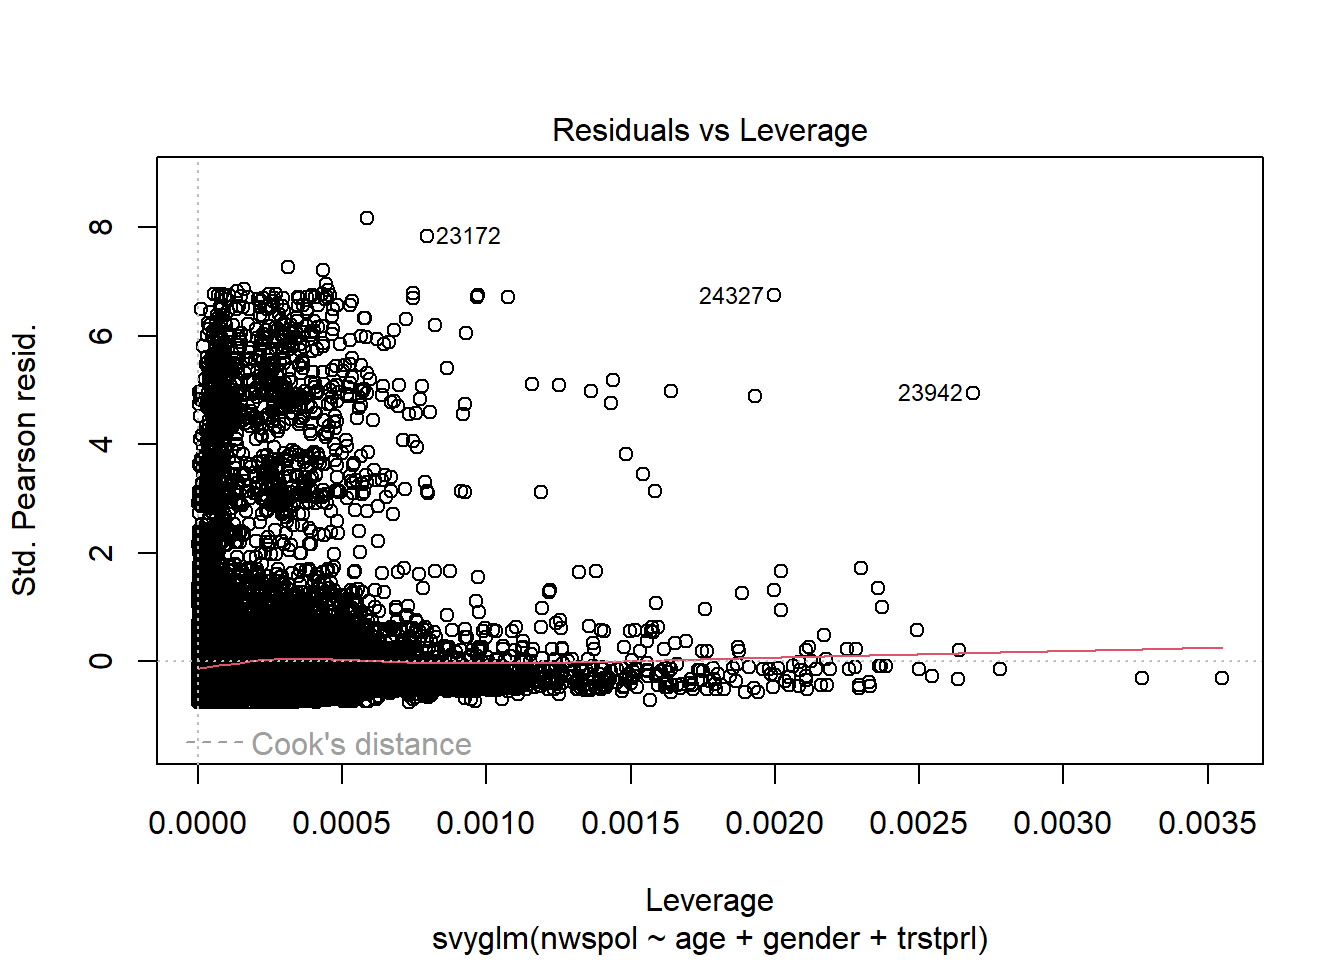 Residuals vs Leverage
Std. Pearson resid.
8
6
4
2
0
23172
24327
23942
Cook's distance
0.0000 0.0005 0.0010 0.0015 0.0020 0.0025 0.0030 0.0035
Leverage
svyglm(nwspol ~ age + gender + trstprl)